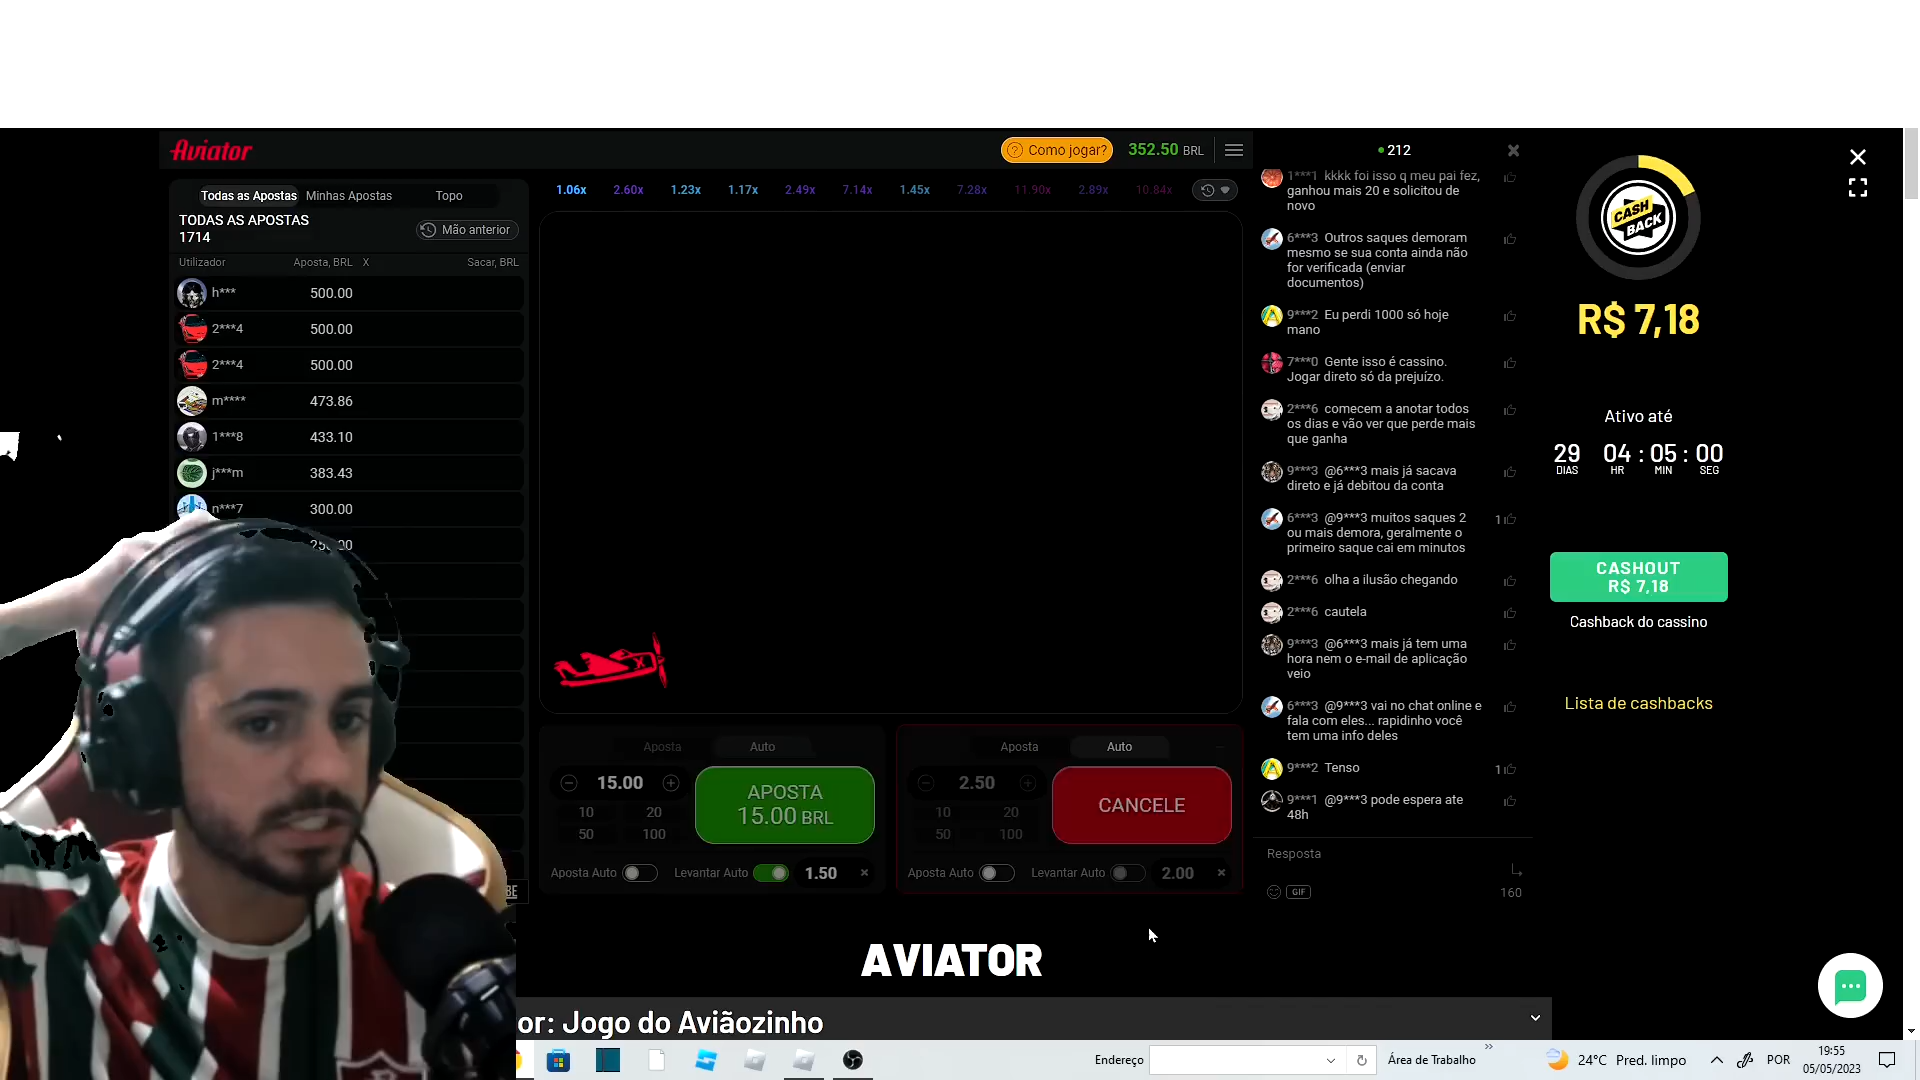 Aviator
Como jogar?
352.50 BRL
Todas as Apostas
Minhas Apostas
Topo
TODAS AS APOSTAS
1714
Mão anterior
Utilizador
Aposta, BRL X
Sacar, BRL
h***
500.00
2***4
500.00
2***4
500.00
m****
473.86
1***8
433.10
j***m
383.43
n***7
300.00
1.06x 2.60x 1.23x 1.17x 2.49x 7.14x 1.45x 7.28x 11.90x 2.89x 10.84x
Aposta
Auto
15.00
10 20
50 100
APOSTA
15.00 BRL
Aposta Auto
Levantar Auto
1.50
Aposta
Auto
2.50
10 20
50 100
CANCELE
Aposta Auto
Levantar Auto
2.00
AVIATOR
or: Jogo do Aviãozinho
212
1***1 kkkk foi isso q meu pai fez,
ganhou mais 20 e solicitou de
novo
6***3 Outros saques demoram
mesmo se sua conta ainda não
for verificada (enviar
documentos)
9***2 Eu perdi 1000 só hoje
mano
7***0 Gente isso é cassino.
Jogar direto só da prejuízo.
2***6 comecem a anotar todos
os dias e vão ver que perde mais
que ganha
9***3 @6***3 mais já sacava
direto e já debitou da conta
6***3 @9***3 muitos saques 2
ou mais demora, geralmente o
primeiro saque cai em minutos
1
2***6 olha a ilusão chegando
2***6 cautela
9***3 @6***3 mais já tem uma
hora nem o e-mail de aplicação
veio
6***3 @9***3 vai no chat online e
fala com eles... rapidinho você
tem uma info deles
9***2 Tenso
1
9***1 @9***3 pode espera ate
48h
Resposta
GIF
160
CASH
BACK
R$ 7,18
Ativo até
29 04 : 05 : 00
DIAS HR MIN SEG
CASHOUT
R$ 7,18
Cashback do cassino
Lista de cashbacks
Endereço
Área de Trabalho
24°C Pred. limpo
POR
19:55
05/05/2023